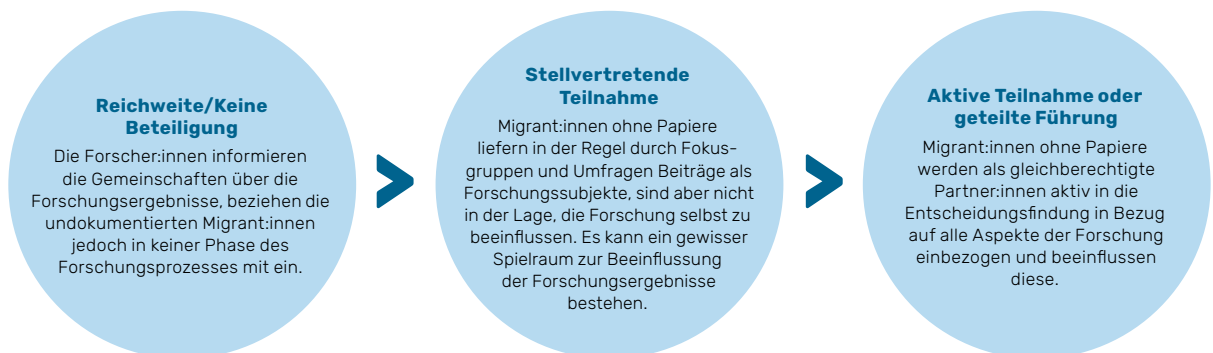 Reichweite/Keine
Beteiligung
Die Forscher:innen informieren
die Gemeinschaften über die
Forschungsergebnisse, beziehen die
undokumentierten Migrant:innen
jedoch in keiner Phase des
Forschungsprozesses mit ein.
>
Stellvertretende
Teilnahme
Migrant:innen ohne Papiere
liefern in der Regel durch Fokus-
gruppen und Umfragen Beiträge als
Forschungssubjekte, sind aber nicht
in der Lage, die Forschung selbst zu
beeinflussen. Es kann ein gewisser
Spielraum zur Beeinflussung
der Forschungsergebnisse
bestehen.
>
Aktive Teilnahme oder
geteilte Führung
Migrant:innen ohne Papiere
werden als gleichberechtigte
Partner:innen aktiv in die
Entscheidungsfindung in Bezug
auf alle Aspekte der Forschung
einbezogen und beeinflussen
diese.